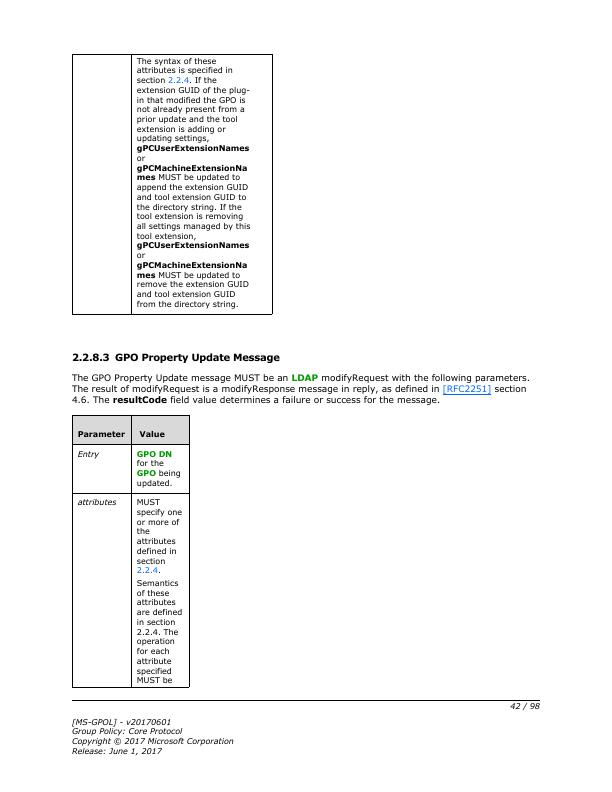 The syntax of these
attributes is specified in
section 2.2.4. If the
extension GUID of the plug-
in that modified the GPO is
not already present from a
prior update and the tool
extension is adding or
updating settings,
gPCUserExtensionNames
or
gPCMachineExtensionNa
mes MUST be updated to
append the extension GUID
and tool extension GUID to
the directory string. If the
tool extension is removing
all settings managed by this
tool extension,
gPCUserExtensionNames
or
gPCMachineExtensionNa
mes MUST be updated to
remove the extension GUID
and tool extension GUID
from the directory string.
2.2.8.3 GPO Property Update Message
The GPO Property Update message MUST be an LDAP modifyRequest with the following parameters.
The result of modifyRequest is a modifyResponse message in reply, as defined in [RFC2251] section
4.6. The resultCode field value determines a failure or success for the message.
Parameter Value
Entry GPO DN
for the
GPO being
updated.
attributes MUST
specify one
or more of
the
attributes
defined in
section
2.2.4.
Semantics
of these
attributes
are defined
in section
2.2.4. The
operation
for each
attribute
specified
MUST be
42 / 98
[MS-GPOL] - v20170601
Group Policy: Core Protocol
Copyright © 2017 Microsoft Corporation
Release: June 1, 2017